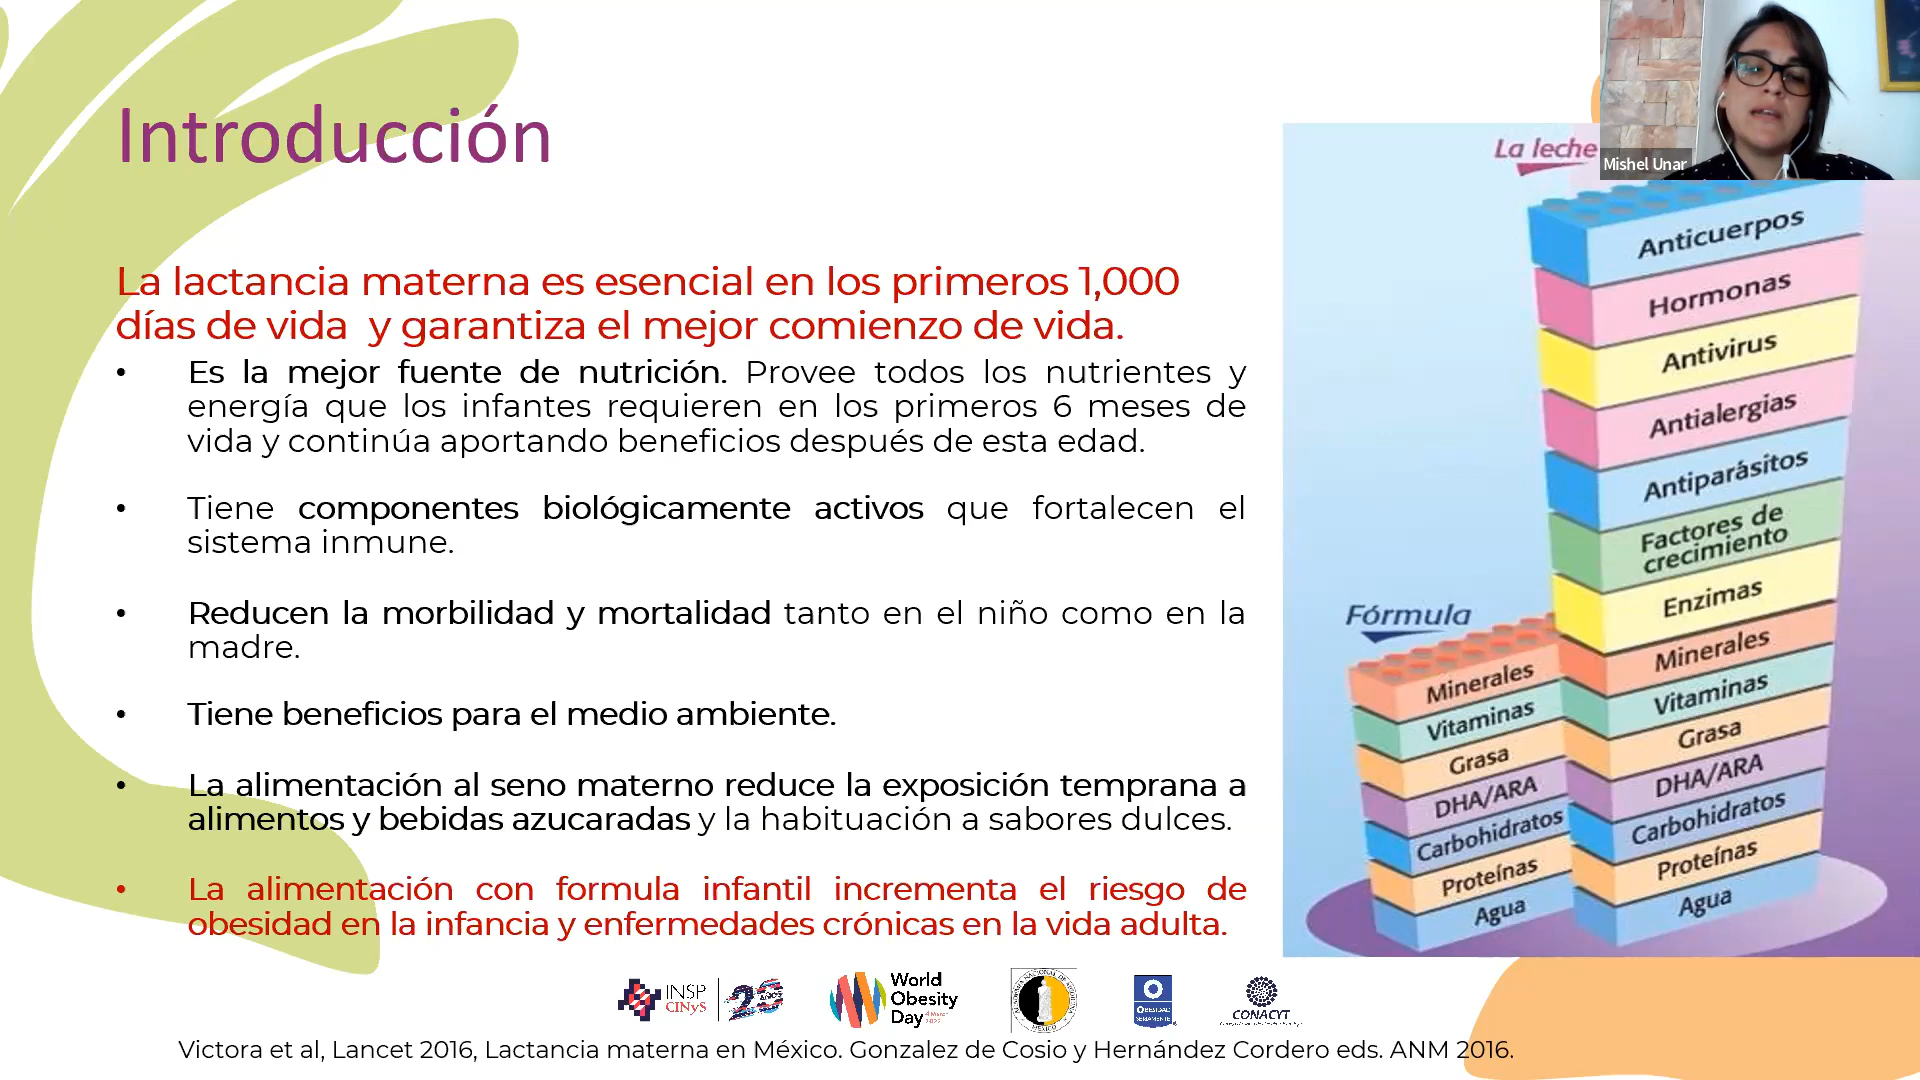 Introducción
La lactancia materna es esencial en los primeros 1,000
días de vida y garantiza el mejor comienzo de vida.
• Es la mejor fuente de nutrición. Provee todos los nutrientes y
energía que los infantes requieren en los primeros 6 meses de
vida y continúa aportando beneficios después de esta edad.
• Tiene componentes biológicamente activos que fortalecen el
sistema inmune.
• Reducen la morbilidad y mortalidad tanto en el niño como en la
madre.
• Tiene beneficios para el medio ambiente.
• La alimentación al seno materno reduce la exposición temprana a
alimentos y bebidas azucaradas y la habituación a sabores dulces.
• La alimentación con formula infantil incrementa el riesgo de
obesidad en la infancia y enfermedades crónicas en la vida adulta.
Mishel Unar
La leche
Anticuerpos
Hormonas
Antivirus
Antialergias
Antiparásitos
Factores de
crecimiento
Enzimas
Minerales
Vitaminas
Grasa
DHA/ARA
Carbohidratos
Proteínas
Agua
Fórmula
Minerales
Vitaminas
Grasa
DHA/ARA
Carbohidratos
Proteínas
Agua
INSP
CINyS
25
AÑOS
World
Obesity
Day
MÉXICO
OBESIDAD
CONACYT
Victora et al, Lancet 2016, Lactancia materna en México. Gonzalez de Cosio y Hernández Cordero eds. ANM 2016.